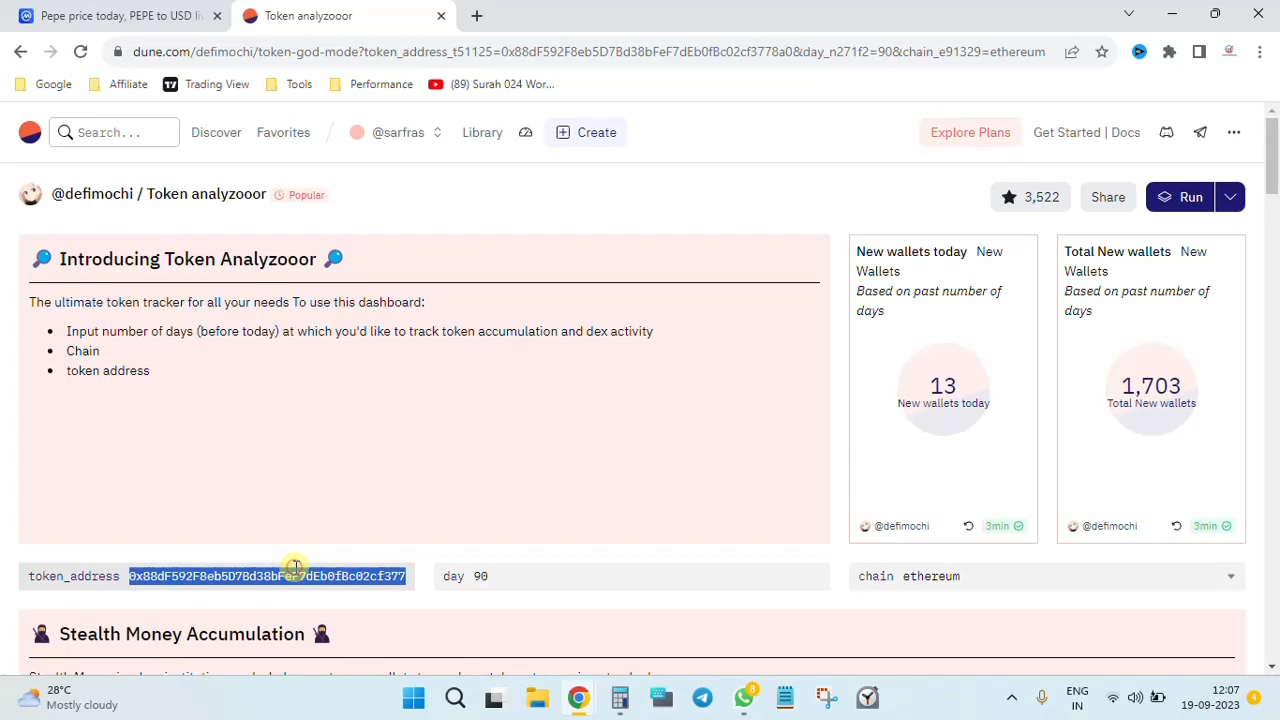 Pepe price today, PEPE to USD li
Token analyzooor
dune.com/defimochi/token-god-mode?token_address_t51125=0x88dF592F8eb5D7Bd38bFeF7dEb0fBc02cf3778a0&day_n271f2=90&chain_e91329=ethereum
Google Affiliate Trading View Tools Performance (89) Surah 024 Wor...
Search... Discover Favorites @sarfras Library Create Explore Plans Get Started | Docs
@defimochi / Token analyzooor Popular 3,522 Share Run
Introducing Token Analyzooor
The ultimate token tracker for all your needs To use this dashboard:
• Input number of days (before today) at which you'd like to track token accumulation and dex activity
• Chain
• token address
New wallets today New
Wallets
Based on past number of
days
13
New wallets today
@defimochi 3min
Total New wallets New
Wallets
Based on past number of
days
1,703
Total New wallets
@defimochi 3min
token_address 0x88dF592F8eb5D7Bd38bFeF7dEb0fBc02cf377
day 90
chain ethereum
Stealth Money Accumulation
28°C
Mostly cloudy
8
ENG
IN
12:07
19-09-2023
4